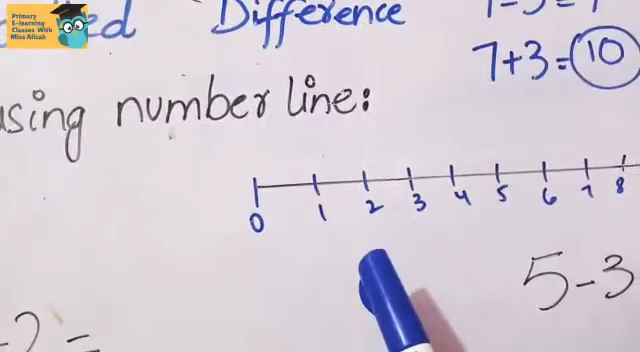 Primary
E-learning
Classes With
Miss Alizah
Difference
7+3=10
using number line:
0 1 2 3 4 5 6 7 8
5-3
-2 =